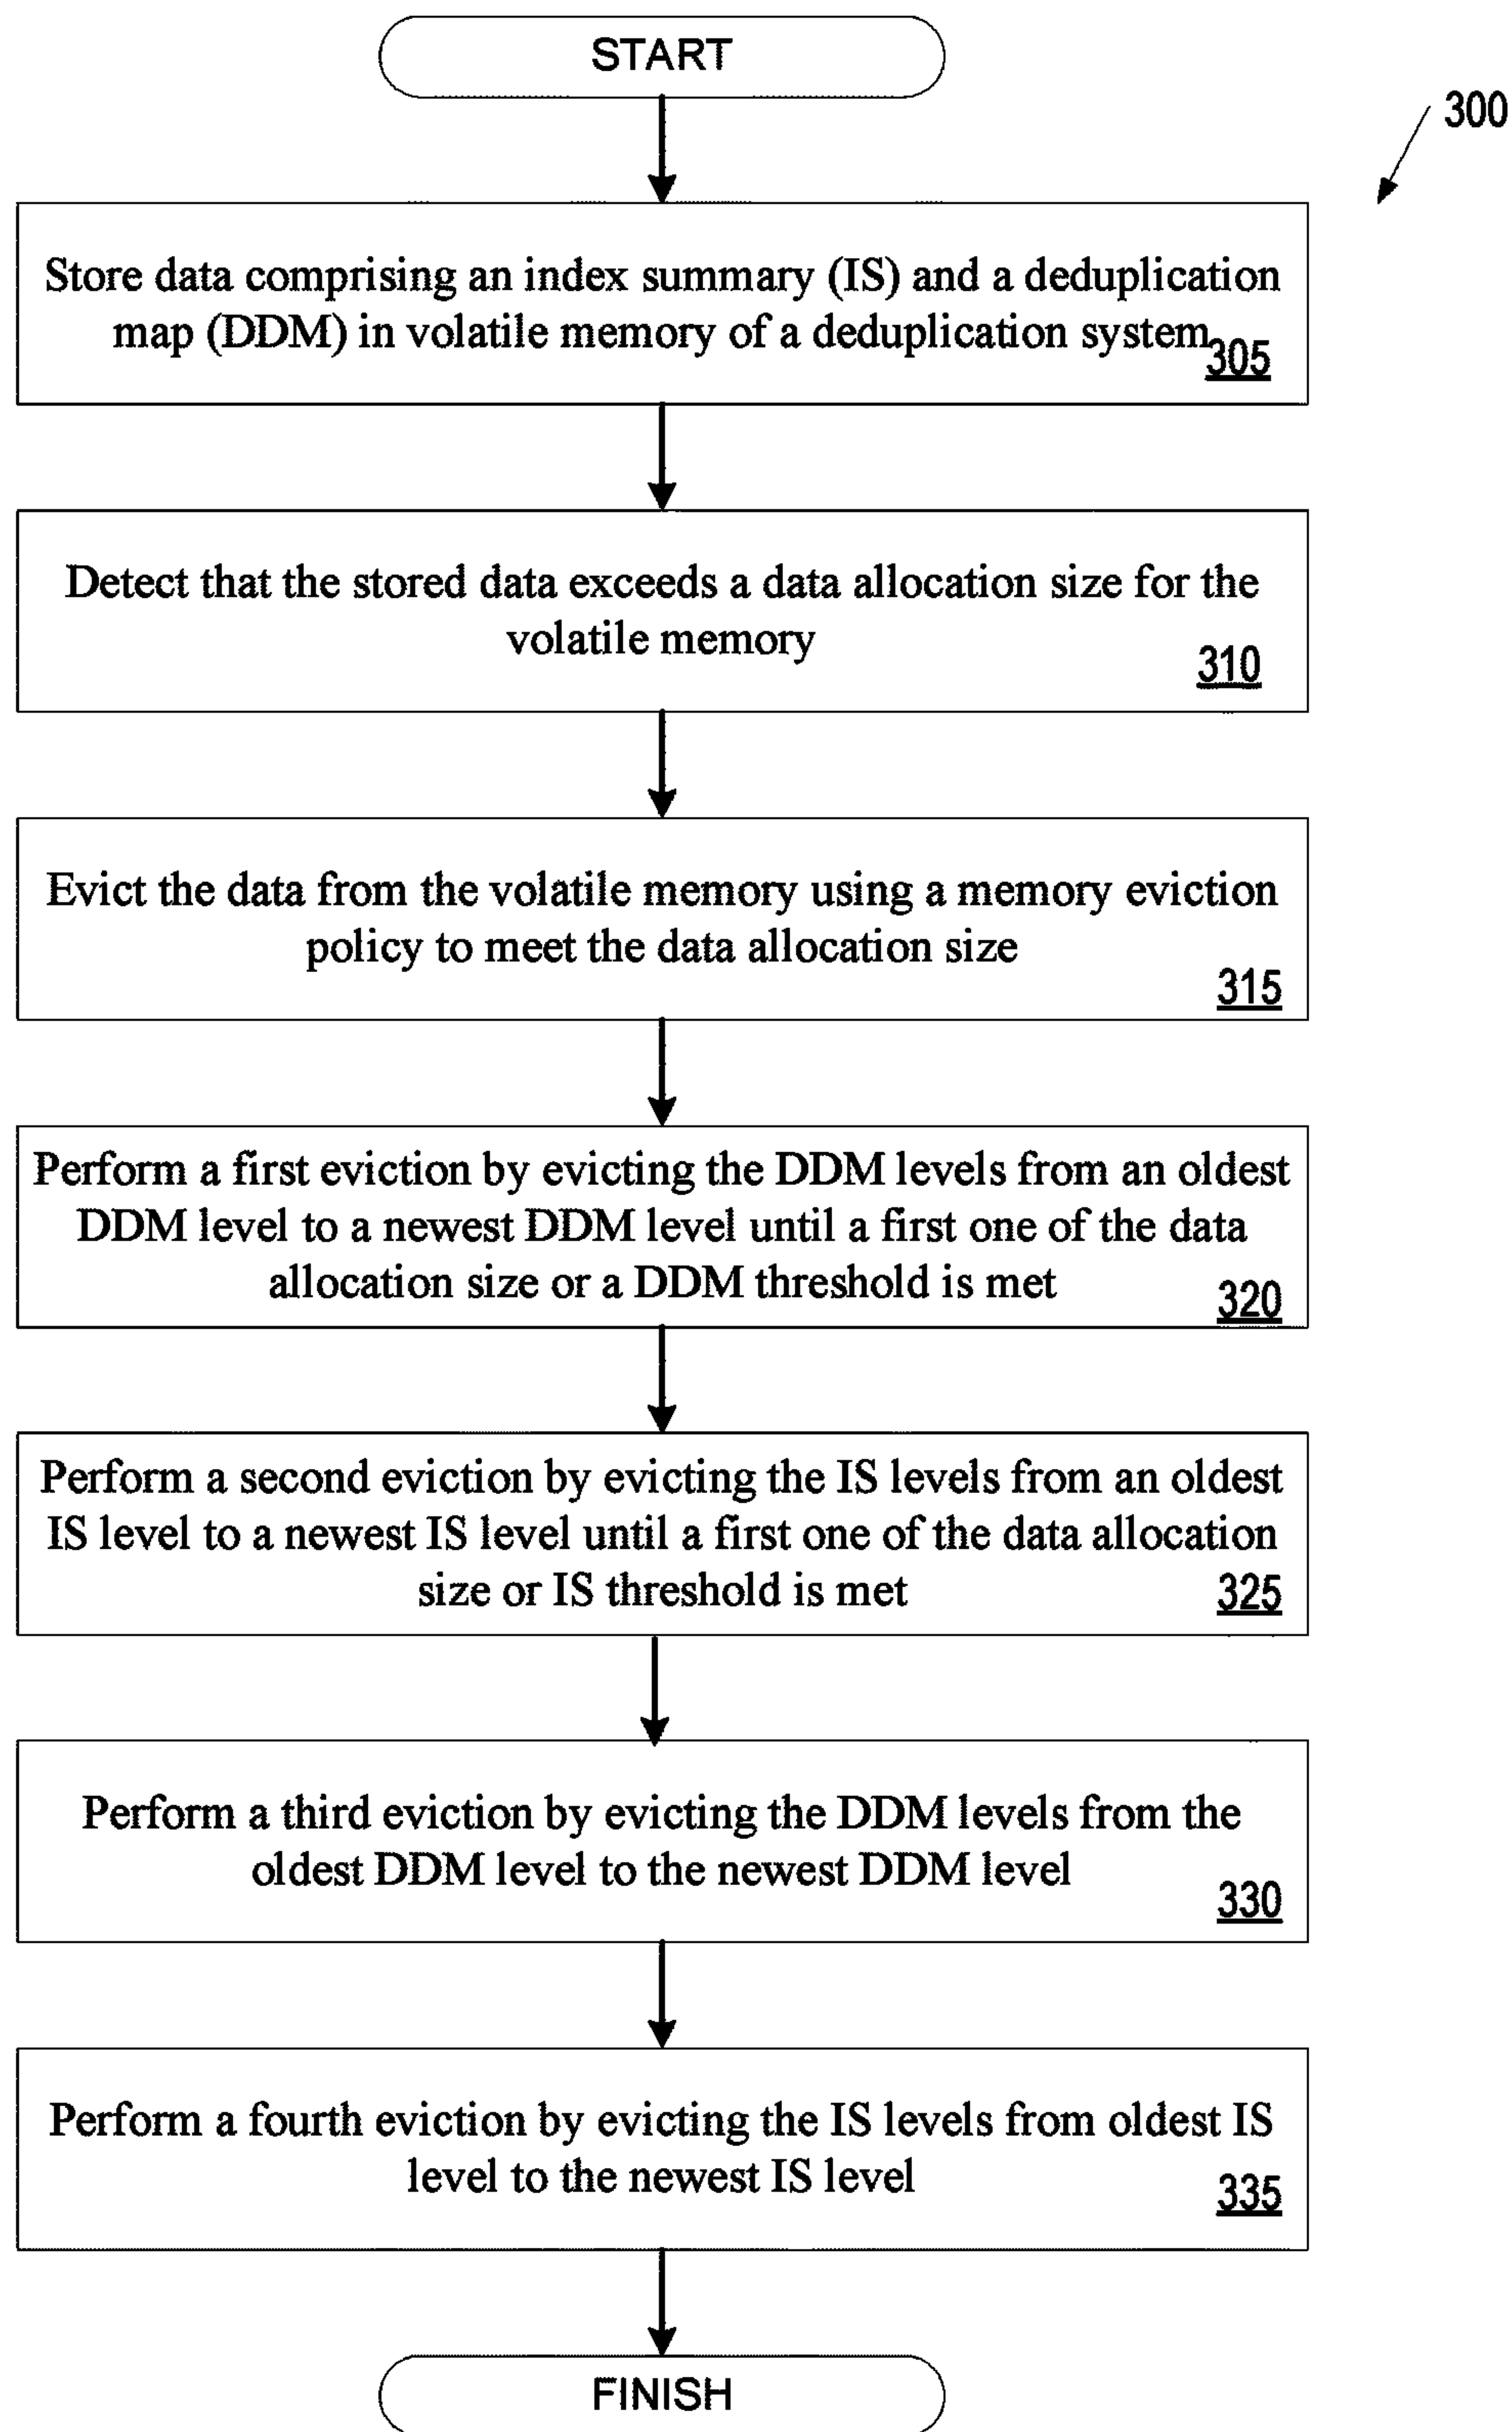 START
300
Store data comprising an index summary (IS) and a deduplication
map (DDM) in volatile memory of a deduplication system
305
Detect that the stored data exceeds a data allocation size for the
volatile memory
310
Evict the data from the volatile memory using a memory eviction
policy to meet the data allocation size
315
Perform a first eviction by evicting the DDM levels from an oldest
DDM level to a newest DDM level until a first one of the data
allocation size or a DDM threshold is met
320
Perform a second eviction by evicting the IS levels from an oldest
IS level to a newest IS level until a first one of the data allocation
size or IS threshold is met
325
Perform a third eviction by evicting the DDM levels from the
oldest DDM level to the newest DDM level
330
Perform a fourth eviction by evicting the IS levels from oldest IS
level to the newest IS level
335
FINISH